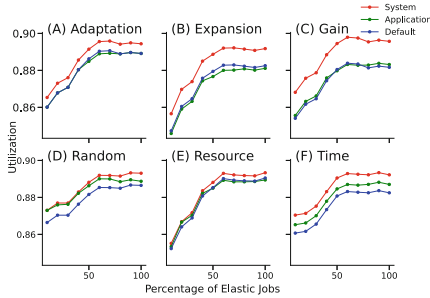 System
Application
Default
(A) Adaptation
(B) Expansion
(C) Gain
0.90
0.88
0.86
(D) Random
(E) Resource
(F) Time
0.90
0.88
0.86
50
100
50
100
50
100
Utilization
Percentage of Elastic Jobs